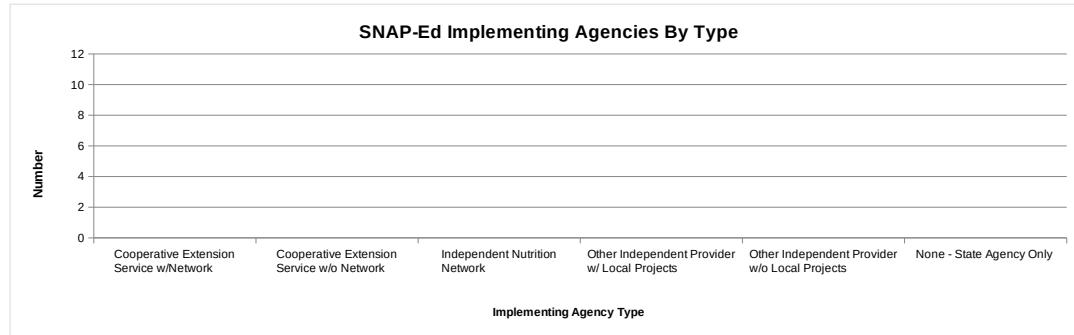 SNAP-Ed Implementing Agencies By Type
12
10
8
6
4
2
0
Number
Cooperative Extension
Service w/Network
Cooperative Extension
Service w/o Network
Independent Nutrition
Network
Other Independent Provider
w/ Local Projects
Other Independent Provider
w/o Local Projects
None - State Agency Only
Implementing Agency Type